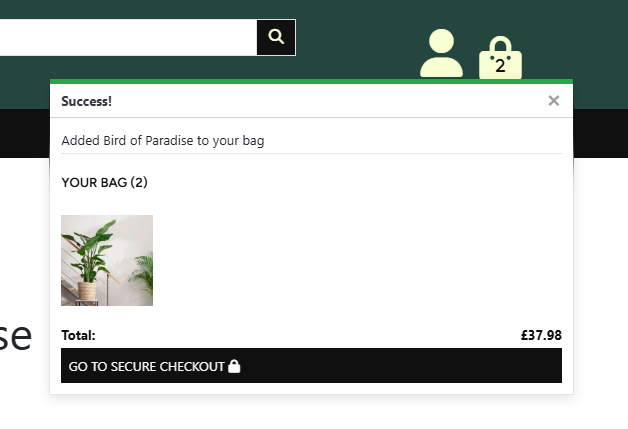 2
Success!
×
Added Bird of Paradise to your bag
YOUR BAG (2)
se
Total: £37.98
GO TO SECURE CHECKOUT